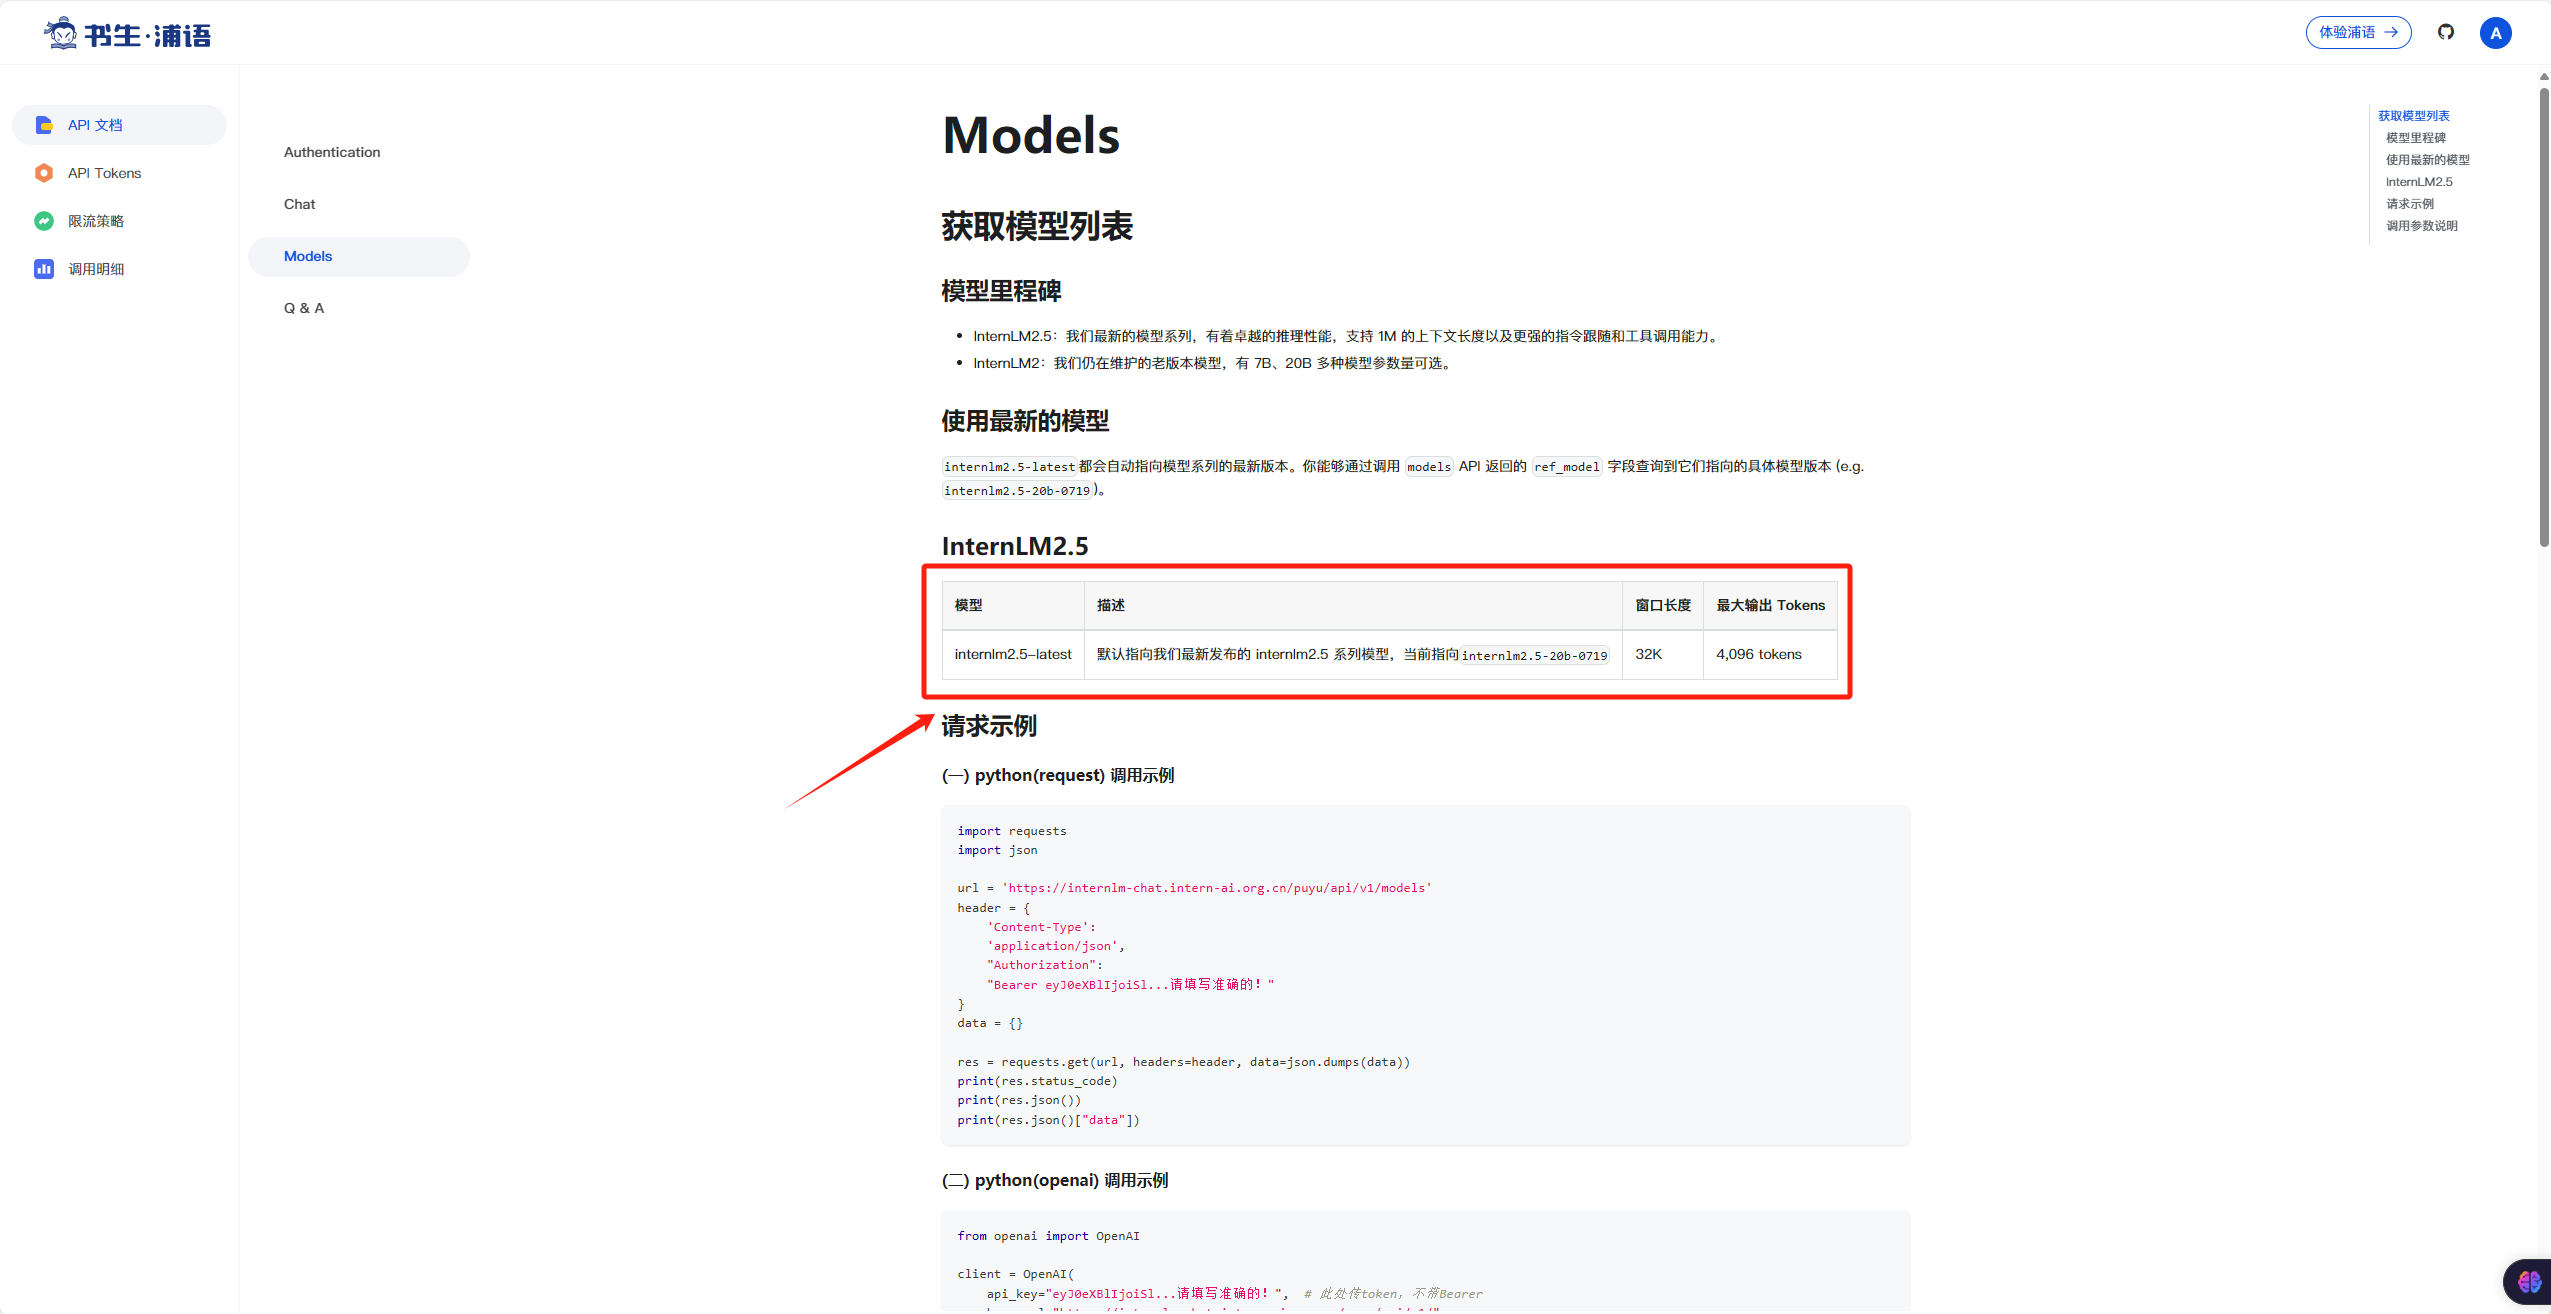 书生·浦语
体验浦语
A
API 文档
API Tokens
限流策略
调用明细
Authentication
Chat
Models
Q & A
Models
获取模型列表
模型里程碑
InternLM2.5：我们最新的模型系列，有着卓越的推理性能，支持 1M 的上下文长度以及更强的指令跟随和工具调用能力。
InternLM2：我们仍在维护的老版本模型，有 7B、20B 多种模型参数量可选。
使用最新的模型
internlm2.5-latest都会自动指向模型系列的最新版本。你能够通过调用 models API 返回的 ref_model 字段查询到它们指向的具体模型版本 (e.g.
internlm2.5-20b-0719)。
InternLM2.5
模型 描述 窗口长度 最大输出 Tokens
internlm2.5-latest 默认指向我们最新发布的 internlm2.5 系列模型，当前指向internlm2.5-20b-0719 32K 4,096 tokens
请求示例
(一) python(request) 调用示例
import requests
import json
url = 'https://internlm-chat.intern-ai.org.cn/puyu/api/v1/models'
header = {
'Content-Type':
'application/json',
"Authorization":
"Bearer eyJ0eXBlIjoiSl...请填写准确的！"
}
data = {}
res = requests.get(url, headers=header, data=json.dumps(data))
print(res.status_code)
print(res.json())
print(res.json()["data"])
(二) python(openai) 调用示例
from openai import OpenAI
client = OpenAI(
api_key="eyJ0eXBlIjoiSl...请填写准确的！", # 此处传token，不带Bearer
获取模型列表
模型里程碑
使用最新的模型
InternLM2.5
请求示例
调用参数说明